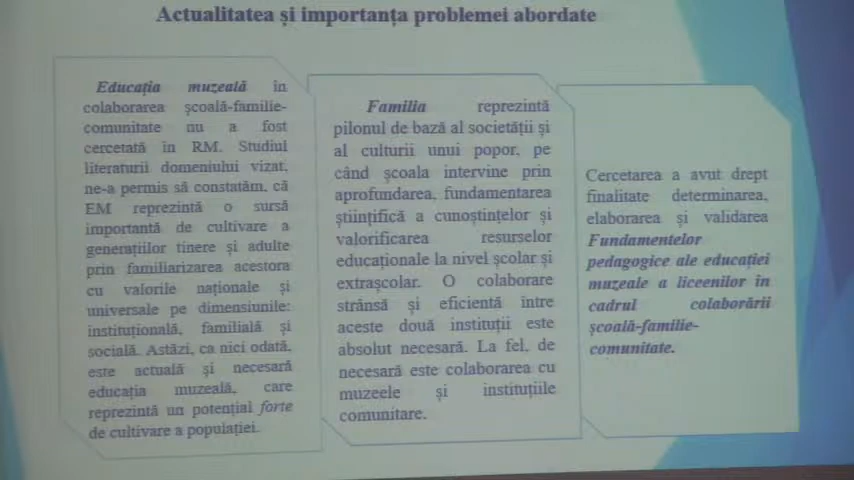 Actualitatea și importanța problemei abordate
Educația muzeală în
colaborarea școală-familie-
comunitate nu a fost
cercetată în RM. Studiul
literaturii domeniului vizat,
ne-a permis să constatăm, că
EM reprezintă o sursă
importantă de cultivare a
generațiilor tinere și adulte
prin familiarizarea acestora
cu valorile naționale și
universale pe dimensiunile:
instituțională, familială și
socială. Astăzi, ca nici odată,
este actuală și necesară
educația muzeală, care
reprezintă un potențial forte
de cultivare a populației.
Familia reprezintă
pilonul de bază al societății și
al culturii unui popor, pe
când școala intervine prin
aprofundarea, fundamentarea
științifică a cunoștințelor și
valorificarea resurselor
educaționale la nivel școlar și
extrașcolar. O colaborare
strânsă și eficientă între
aceste două instituții este
absolut necesară. La fel, de
necesară este colaborarea cu
muzeele și instituțiile
comunitare.
Cercetarea a avut drept
finalitate determinarea,
elaborarea și validarea
Fundamentelor
pedagogice ale educației
muzeale a liceenilor în
cadrul colaborării
școală-familie-
comunitate.